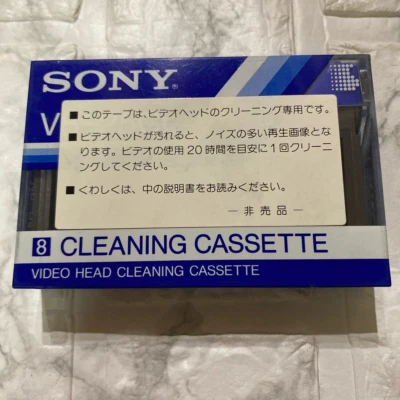 SONY®
V
■このテープは、ビデオヘッドのクリーニング専用です。
■ビデオヘッドが汚れると、ノイズの多い再生画像とな
ります。ビデオの使用20時間を目安に1回クリーニ
ングしてください。
■くわしくは、中の説明書をお読みください。
—非売品—
8 CLEANING CASSETTE
VIDEO HEAD CLEANING CASSETTE